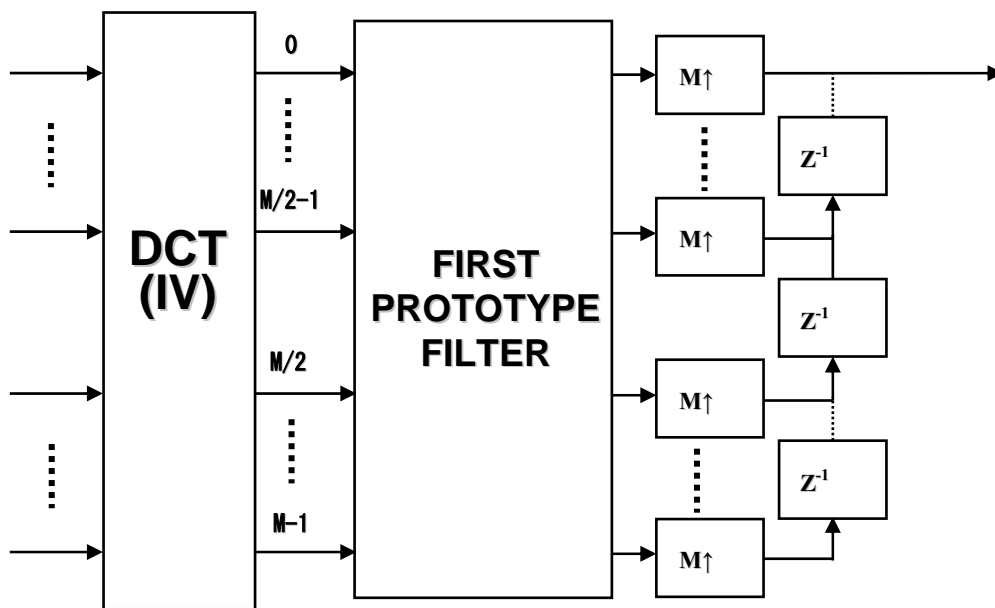 0
M↑
Z⁻¹
M/2-1
M↑
DCT
(IV)
FIRST
PROTOTYPE
FILTER
Z⁻¹
M/2
M↑
Z⁻¹
M-1
M↑